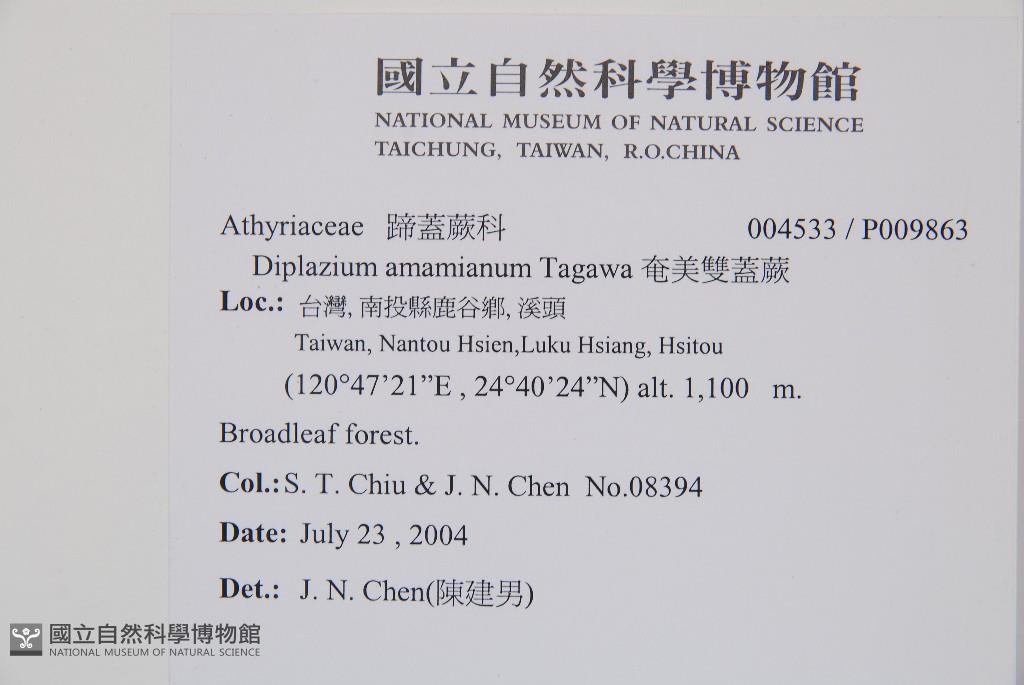 國立自然科學博物館
NATIONAL MUSEUM OF NATURAL SCIENCE
TAICHUNG, TAIWAN, R.O.CHINA
Athyriaceae 蹄蓋蕨科 004533 / P009863
Diplazium amamianum Tagawa 奄美雙蓋蕨
Loc.: 台灣, 南投縣鹿谷鄉, 溪頭
Taiwan, Nantou Hsien,Luku Hsiang, Hsitou
(120°47’21”E , 24°40’24”N) alt. 1,100 m.
Broadleaf forest.
Col.: S. T. Chiu & J. N. Chen No.08394
Date: July 23 , 2004
Det.: J. N. Chen(陳建男)
國立自然科學博物館
NATIONAL MUSEUM OF NATURAL SCIENCE